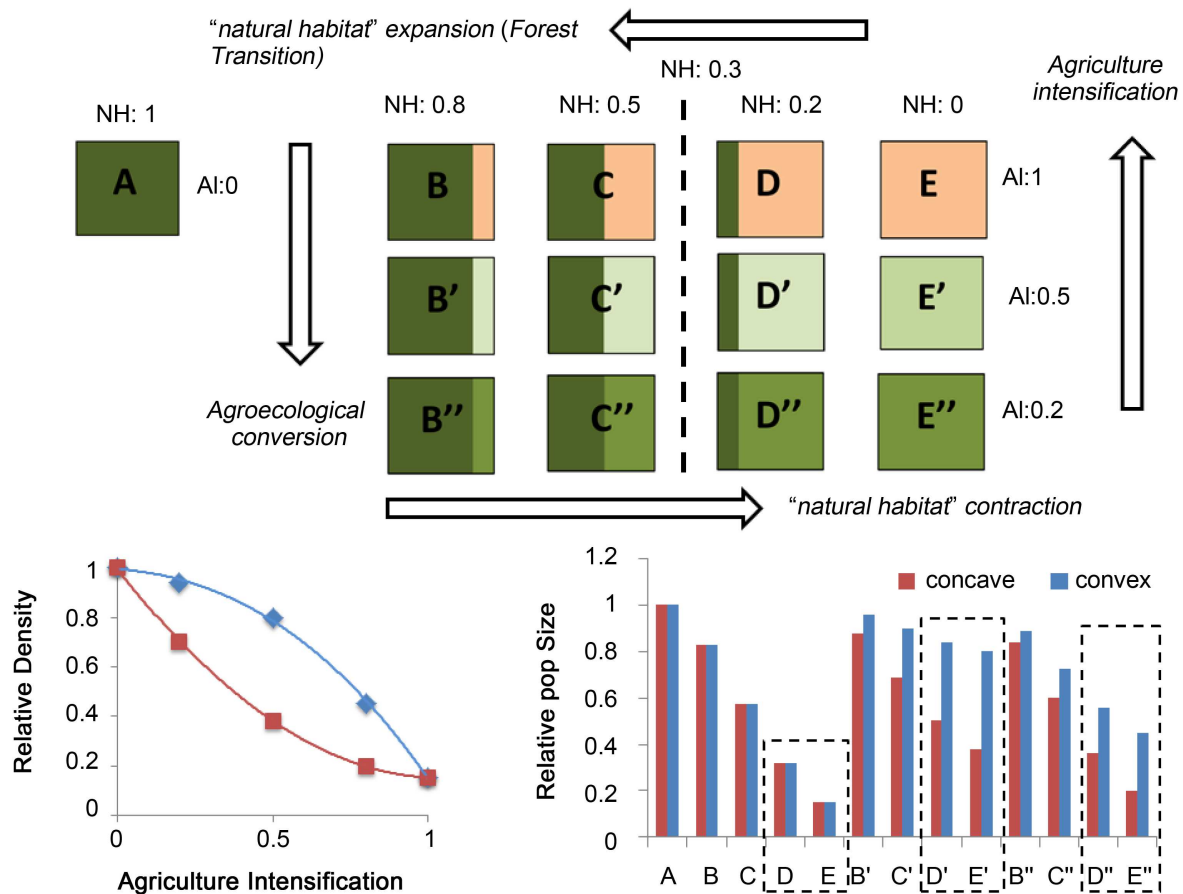 “natural habitat” expansion (Forest
Transition)
NH: 0.3
Agriculture
intensification
NH: 1
NH: 0.8
NH: 0.5
NH: 0.2
NH: 0
A
AI:0
B
C
D
E
AI:1
B’
C’
D’
E’
AI:0.5
B’’
C’’
D’’
E’’
AI:0.2
Agroecological
conversion
“natural habitat” contraction
Relative Density
1
0.8
0.6
0.4
0.2
0
0
0.5
1
Agriculture Intensification
Relative pop Size
1.2
1
0.8
0.6
0.4
0.2
0
concave
convex
A
B
C
D
E
B'
C'
D'
E'
B"
C"
D"
E"